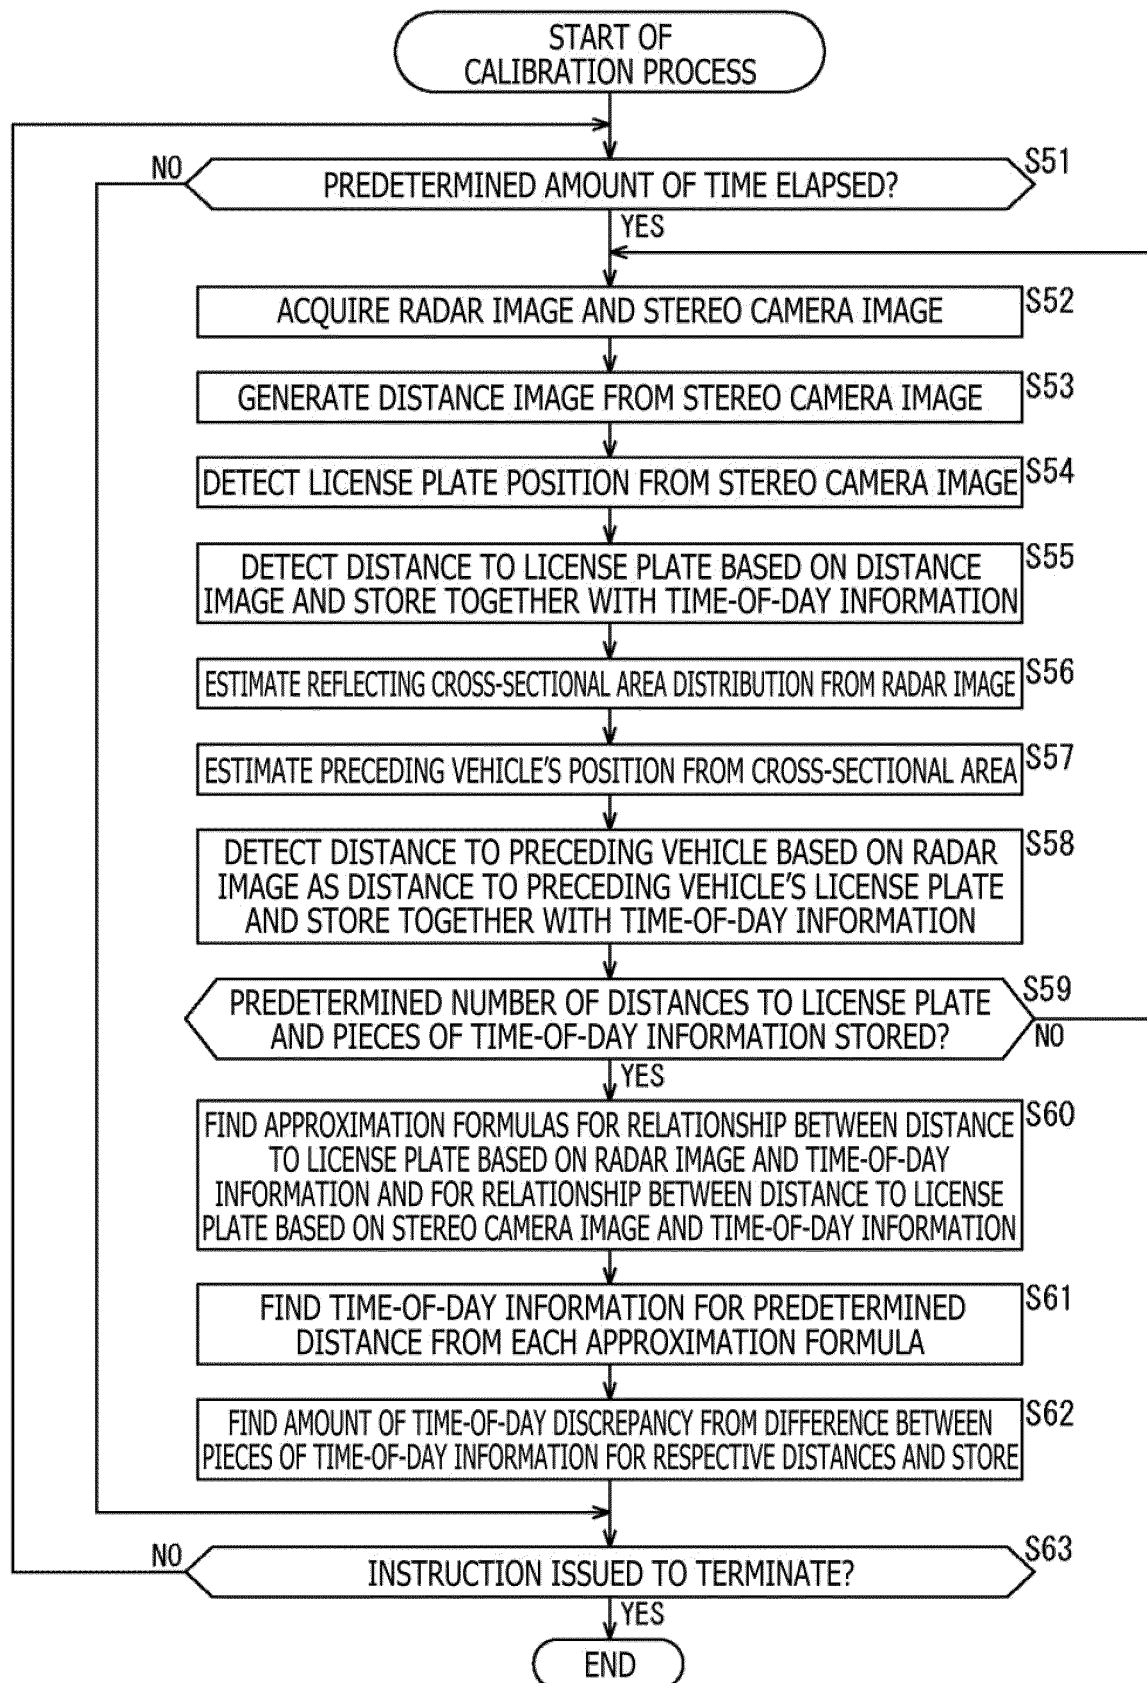 START OF
CALIBRATION PROCESS
NO
S51
PREDETERMINED AMOUNT OF TIME ELAPSED?
YES
S52
ACQUIRE RADAR IMAGE AND STEREO CAMERA IMAGE
S53
GENERATE DISTANCE IMAGE FROM STEREO CAMERA IMAGE
S54
DETECT LICENSE PLATE POSITION FROM STEREO CAMERA IMAGE
S55
DETECT DISTANCE TO LICENSE PLATE BASED ON DISTANCE
IMAGE AND STORE TOGETHER WITH TIME-OF-DAY INFORMATION
S56
ESTIMATE REFLECTING CROSS-SECTIONAL AREA DISTRIBUTION FROM RADAR IMAGE
S57
ESTIMATE PRECEDING VEHICLE'S POSITION FROM CROSS-SECTIONAL AREA
S58
DETECT DISTANCE TO PRECEDING VEHICLE BASED ON RADAR
IMAGE AS DISTANCE TO PRECEDING VEHICLE'S LICENSE PLATE
AND STORE TOGETHER WITH TIME-OF-DAY INFORMATION
S59
PREDETERMINED NUMBER OF DISTANCES TO LICENSE PLATE
AND PIECES OF TIME-OF-DAY INFORMATION STORED?
NO
YES
S60
FIND APPROXIMATION FORMULAS FOR RELATIONSHIP BETWEEN DISTANCE
TO LICENSE PLATE BASED ON RADAR IMAGE AND TIME-OF-DAY
INFORMATION AND FOR RELATIONSHIP BETWEEN DISTANCE TO LICENSE
PLATE BASED ON STEREO CAMERA IMAGE AND TIME-OF-DAY INFORMATION
S61
FIND TIME-OF-DAY INFORMATION FOR PREDETERMINED
DISTANCE FROM EACH APPROXIMATION FORMULA
S62
FIND AMOUNT OF TIME-OF-DAY DISCREPANCY FROM DIFFERENCE BETWEEN
PIECES OF TIME-OF-DAY INFORMATION FOR RESPECTIVE DISTANCES AND STORE
NO
S63
INSTRUCTION ISSUED TO TERMINATE?
YES
END